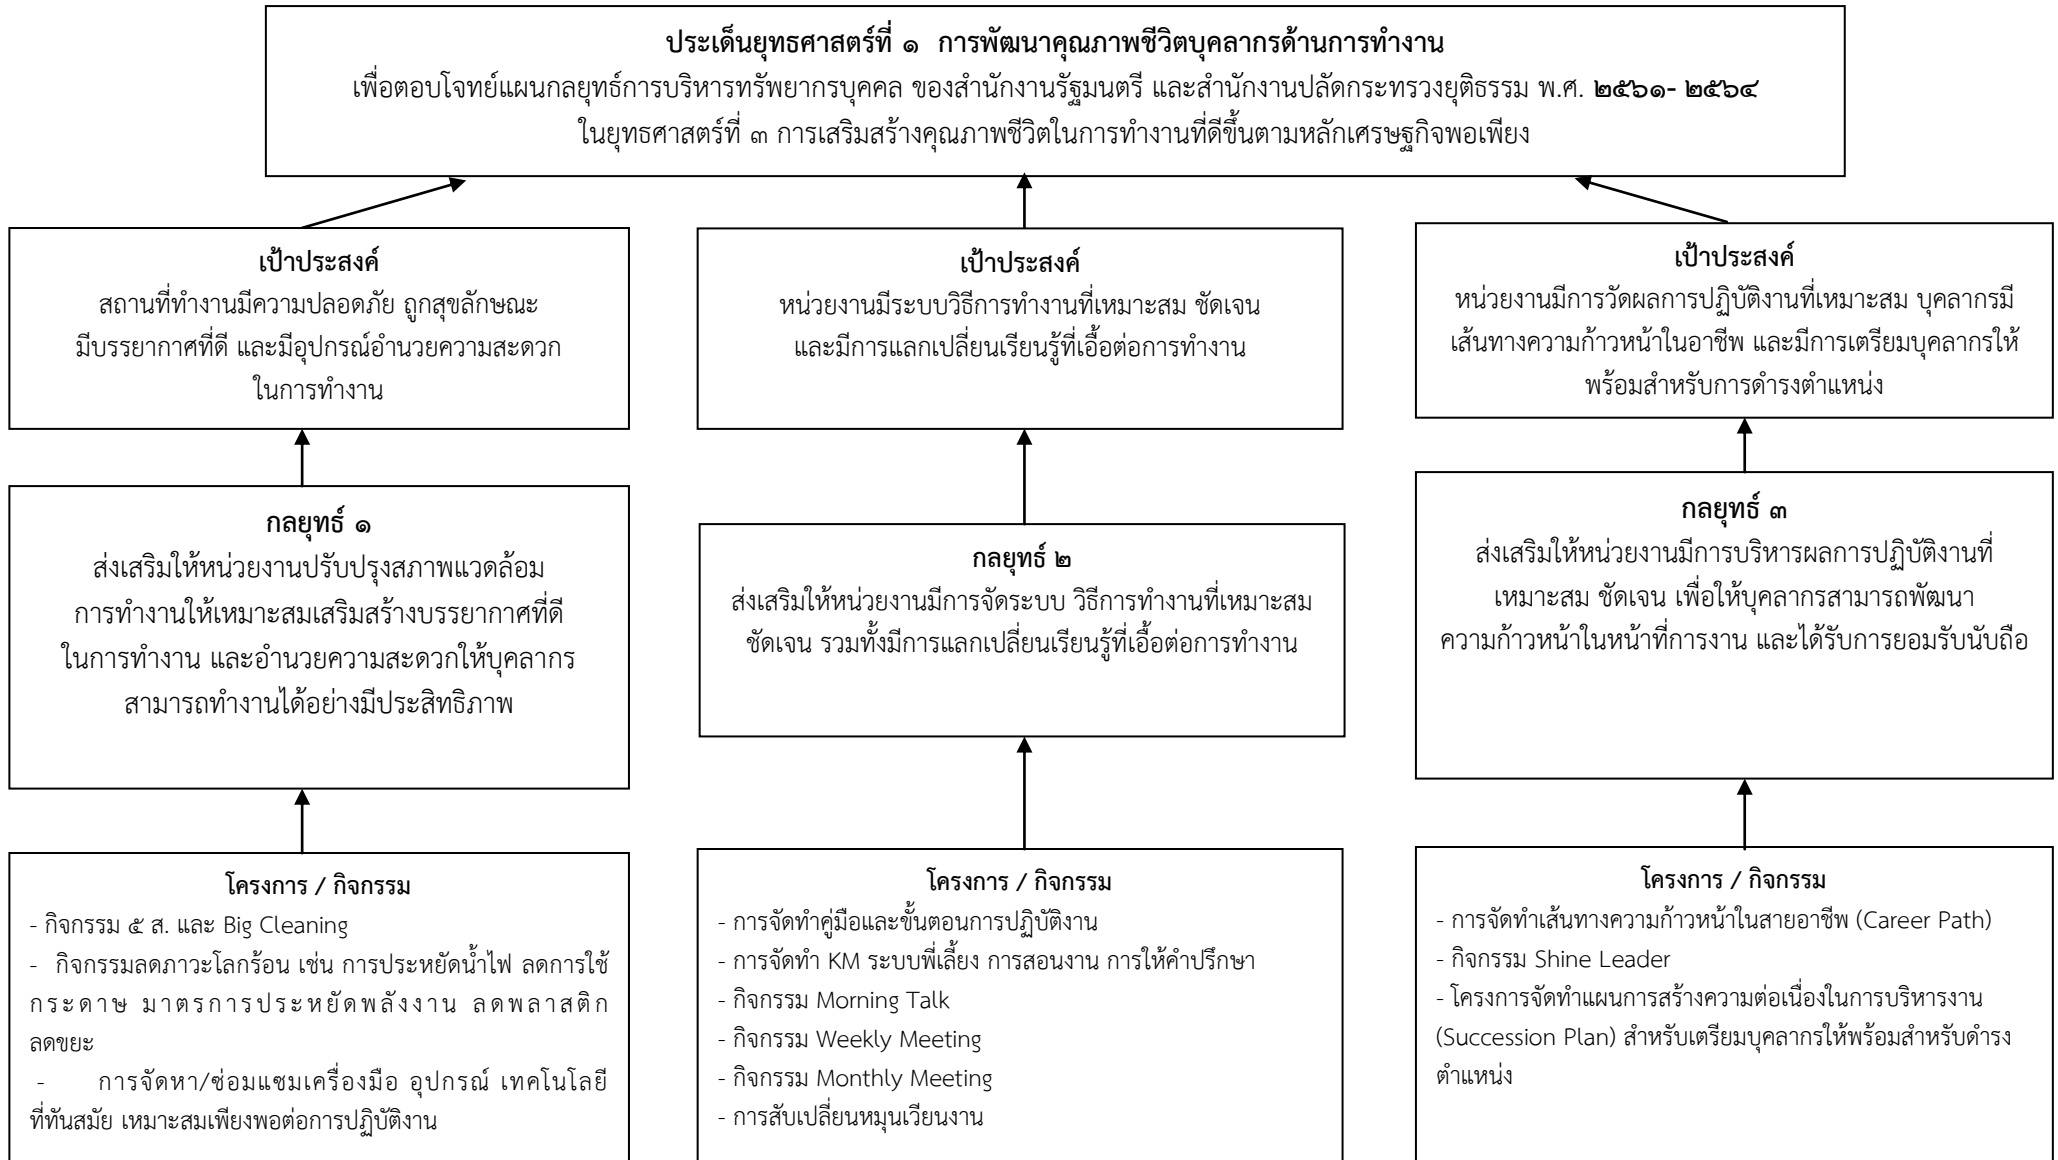 ประเด็นยุทธศาสตร์ที่ ๑  การพัฒนาคุณภาพชีวิตบุคลากรด้านการทำงาน
เพื่อตอบโจทย์แผนกลยุทธ์การบริหารทรัพยากรบุคคล ของสำนักงานรัฐมนตรี และสำนักงานปลัดกระทรวงยุติธรรม พ.ศ. ๒๕๖๑- ๒๕๖๔
ในยุทธศาสตร์ที่ ๓ การเสริมสร้างคุณภาพชีวิตในการทำงานที่ดีขึ้นตามหลักเศรษฐกิจพอเพียง
เป้าประสงค์
สถานที่ทำงานมีความปลอดภัย ถูกสุขลักษณะ
มีบรรยากาศที่ดี และมีอุปกรณ์อำนวยความสะดวก
ในการทำงาน
เป้าประสงค์
หน่วยงานมีระบบวิธีการทำงานที่เหมาะสม ชัดเจน
และมีการแลกเปลี่ยนเรียนรู้ที่เอื้อต่อการทำงาน
เป้าประสงค์
หน่วยงานมีการวัดผลการปฏิบัติงานที่เหมาะสม บุคลากรมี
เส้นทางความก้าวหน้าในอาชีพ และมีการเตรียมบุคลากรให้
พร้อมสำหรับการดำรงตำแหน่ง
กลยุทธ์ ๑
ส่งเสริมให้หน่วยงานปรับปรุงสภาพแวดล้อม
การทำงานให้เหมาะสมเสริมสร้างบรรยากาศที่ดี
ในการทำงาน และอำนวยความสะดวกให้บุคลากร
สามารถทำงานได้อย่างมีประสิทธิภาพ
กลยุทธ์ ๒
ส่งเสริมให้หน่วยงานมีการจัดระบบ วิธีการทำงานที่เหมาะสม
ชัดเจน รวมทั้งมีการแลกเปลี่ยนเรียนรู้ที่เอื้อต่อการทำงาน
กลยุทธ์ ๓
ส่งเสริมให้หน่วยงานมีการบริหารผลการปฏิบัติงานที่
เหมาะสม ชัดเจน เพื่อให้บุคลากรสามารถพัฒนา
ความก้าวหน้าในหน้าที่การงาน และได้รับการยอมรับนับถือ
โครงการ / กิจกรรม
- กิจกรรม ๕ ส. และ Big Cleaning
- กิจกรรมลดภาวะโลกร้อน เช่น การประหยัดน้ำไฟ ลดการใช้
กระดาษ มาตรการประหยัดพลังงาน ลดพลาสติก
ลดขยะ
- การจัดหา/ซ่อมแซมเครื่องมือ อุปกรณ์ เทคโนโลยี
ที่ทันสมัย เหมาะสมเพียงพอต่อการปฏิบัติงาน
โครงการ / กิจกรรม
- การจัดทำคู่มือและขั้นตอนการปฏิบัติงาน
- การจัดทำ KM ระบบพี่เลี้ยง การสอนงาน การให้คำปรึกษา
- กิจกรรม Morning Talk
- กิจกรรม Weekly Meeting
- กิจกรรม Monthly Meeting
- การสับเปลี่ยนหมุนเวียนงาน
โครงการ / กิจกรรม
- การจัดทำเส้นทางความก้าวหน้าในสายอาชีพ (Career Path)
- กิจกรรม Shine Leader
- โครงการจัดทำแผนการสร้างความต่อเนื่องในการบริหารงาน
(Succession Plan) สำหรับเตรียมบุคลากรให้พร้อมสำหรับดำรง
ตำแหน่ง